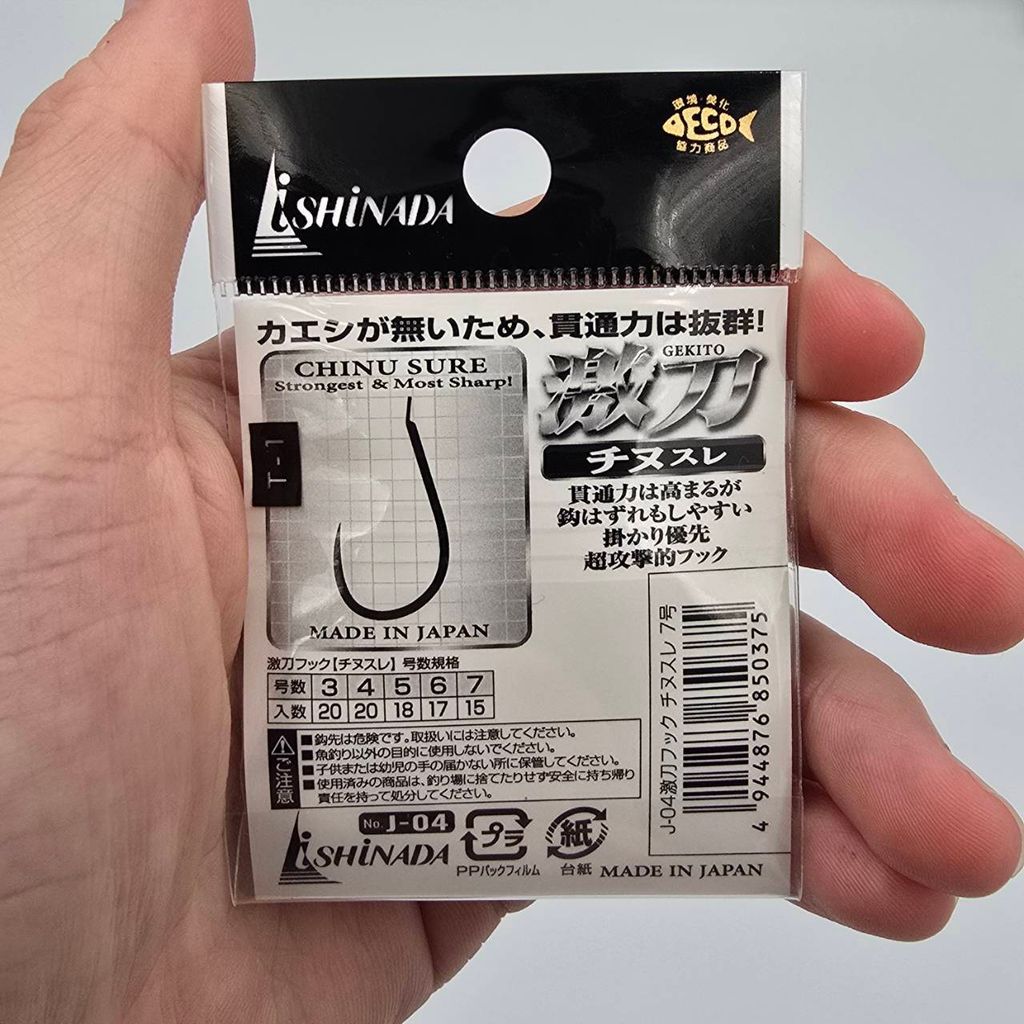 環境・美化
ECO
協力商品
iSHiNADA
カエシが無いため、貫通力は抜群!
CHINU SURE
Strongest & Most Sharp!
T-1
MADE IN JAPAN
GEKITO
激刀
チヌスレ
貫通力は高まるが
鈎はずれもしやすい
掛かり優先
超攻撃的フック
激刀フック【チヌスレ】号数規格
号数 3 4 5 6 7
入数 20 20 18 17 15
ご注意
■鈎先は危険です。取扱いには注意してください。
■魚釣り以外の目的に使用しないでください。
■子供または幼児の手の届かない所に保管してください。
■使用済みの商品は、釣り場に捨てたりせず安全に持ち帰り
責任を持って処分してください。
J-04激刀フック チヌスレ 7号
4 944876 850375
No. J-04
iSHiNADA
プラ
PPパックフィルム
紙
台紙
MADE IN JAPAN